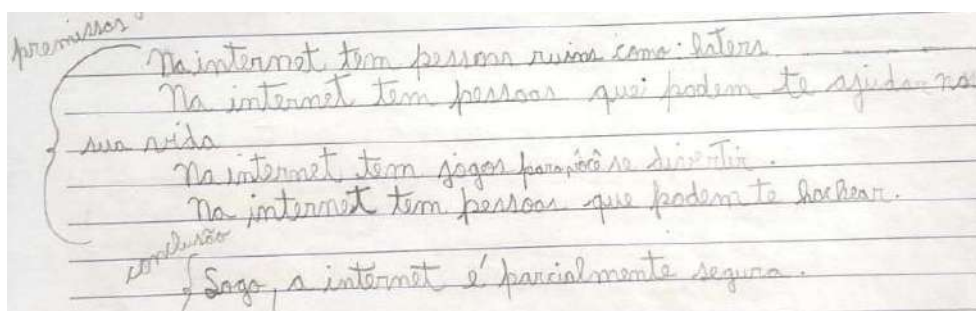 premissas
Na internet tem pessoas ruins como: haters
Na internet tem pessoas que podem te ajudar na
sua vida
Na internet tem jogos para você se divertir.
Na internet tem pessoas que podem te hackear.
conclusão
Logo, a internet é parcialmente segura.